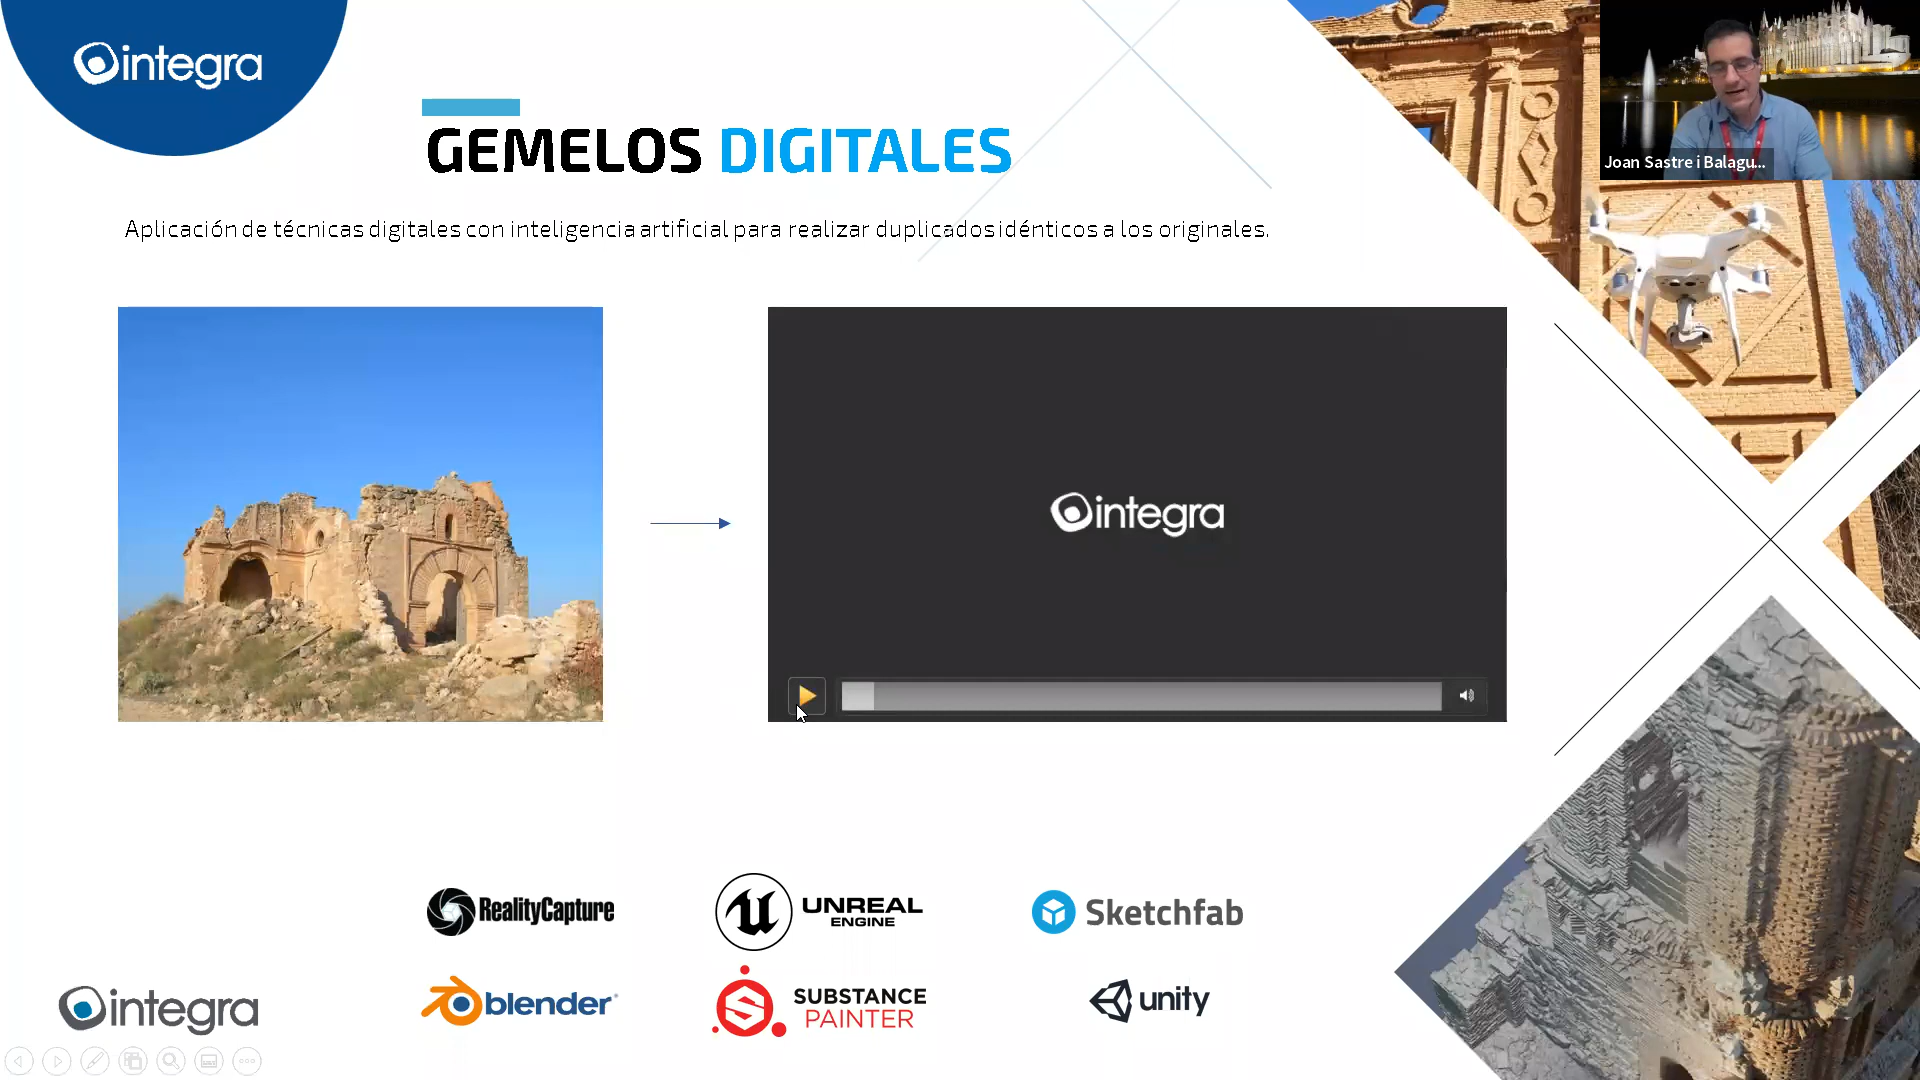 integra
Joan Sastre i Balagu...
GEMELOS DIGITALES
Aplicación de técnicas digitales con inteligencia artificial para realizar duplicados idénticos a los originales.
integra
RealityCapture
UNREAL
ENGINE
Sketchfab
blender
SUBSTANCE
PAINTER
unity
integra